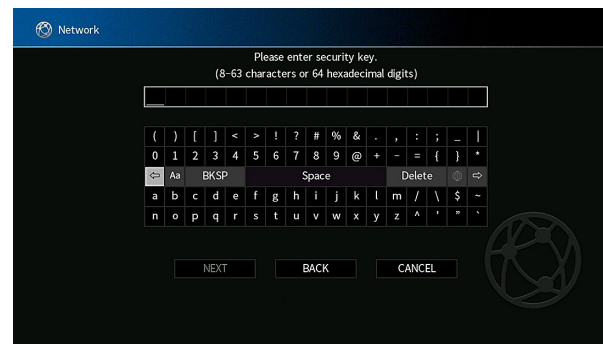 Network
Please enter security key.
(8-63 characters or 64 hexadecimal digits)
( ) [ ] < > ! ? # % & . , : ; _ |
0 1 2 3 4 5 6 7 8 9 @ + - = { } *
⇦ Aa BKSP Space Delete ⇨
a b c d e f g h i j k l m / \ $ ~
n o p q r s t u v w x y z ^ ' " `
NEXT BACK CANCEL